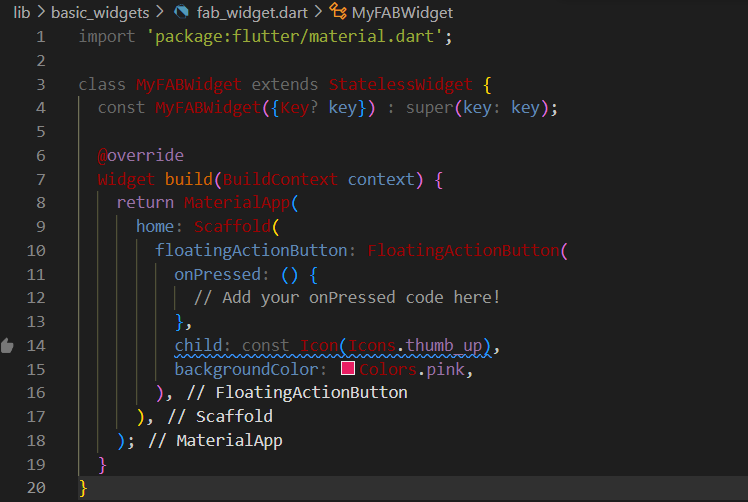 lib > basic_widgets > fab_widget.dart > MyFABWidget
1 import 'package:flutter/material.dart';
2
3 class MyFABWidget extends StatelessWidget {
4   const MyFABWidget({Key? key}) : super(key: key);
5
6   @override
7   Widget build(BuildContext context) {
8     return MaterialApp(
9       home: Scaffold(
10         floatingActionButton: FloatingActionButton(
11           onPressed: () {
12             // Add your onPressed code here!
13           },
14           child: const Icon(Icons.thumb_up),
15           backgroundColor: Colors.pink,
16         ), // FloatingActionButton
17       ), // Scaffold
18     ); // MaterialApp
19   }
20 }